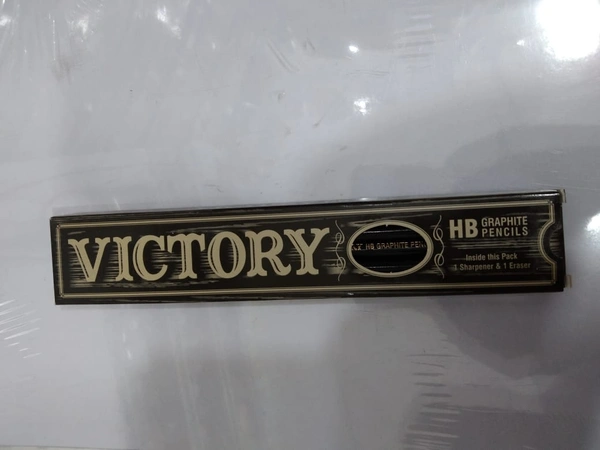 VICTORY
HB GRAPHITE PEN
HB GRAPHITE
PENCILS
Inside this Pack
1 Sharpener & 1 Eraser